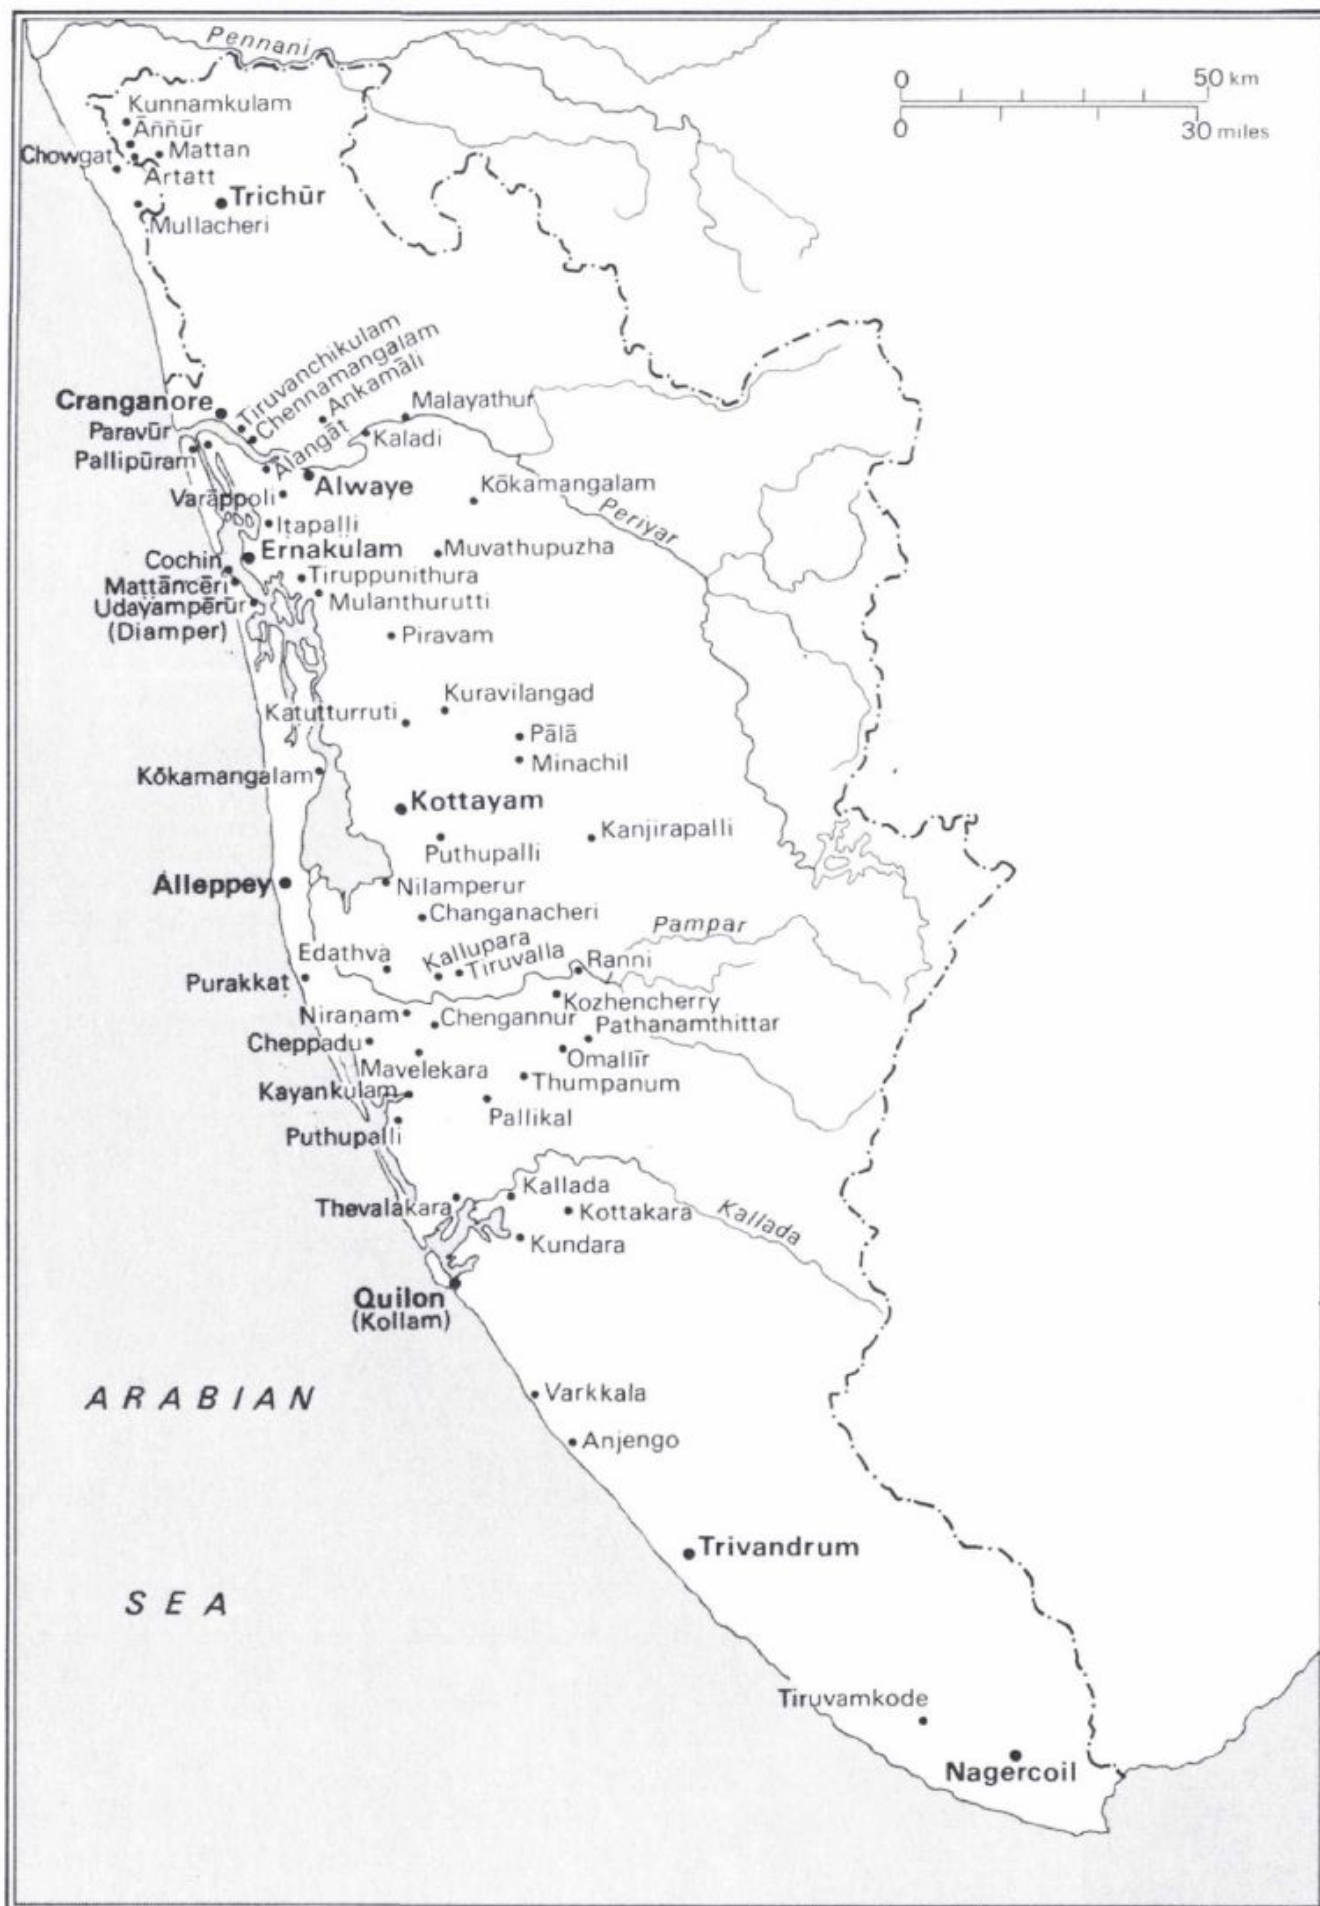 Pennani
0 50 km
0 30 miles
Kunnamkulam
Āññūr
Chowgat
Mattan
Artatt
Trichūr
Mullacheri
Tiruvanchikulam
Chennamangalam
Ankamāli
Malayathur
Cranganore
Paravūr
Kaladi
Pallipūram
Ālangāt
Alwaye
Kōkamangalam
Varāppoli
Periyar
Itapalli
Ernakulam
Muvathupuzha
Cochin
Tiruppunithura
Mattāncēri
Mulanthurutti
Udayampērūr
(Diamper)
Piravam
Kuravilangad
Katutturruti
Pālā
Minachil
Kōkamangalam
Kottayam
Kanjirapalli
Puthupalli
Alleppey
Nilamperur
Changanacheri
Pampar
Edathva
Kallupara
Tiruvalla
Ranni
Purakkat
Kozhencherry
Niraṇam
Chengannur
Pathanamthittar
Cheppadu
Omallīr
Mavelekara
Thumpanum
Kayankulam
Pallikal
Puthupalli
Kallada
Thevalakara
Kottakara
Kallada
Kundara
Quilon
(Kollam)
ARABIAN
Varkkala
Anjengo
Trivandrum
SEA
Tiruvamkode
Nagercoil